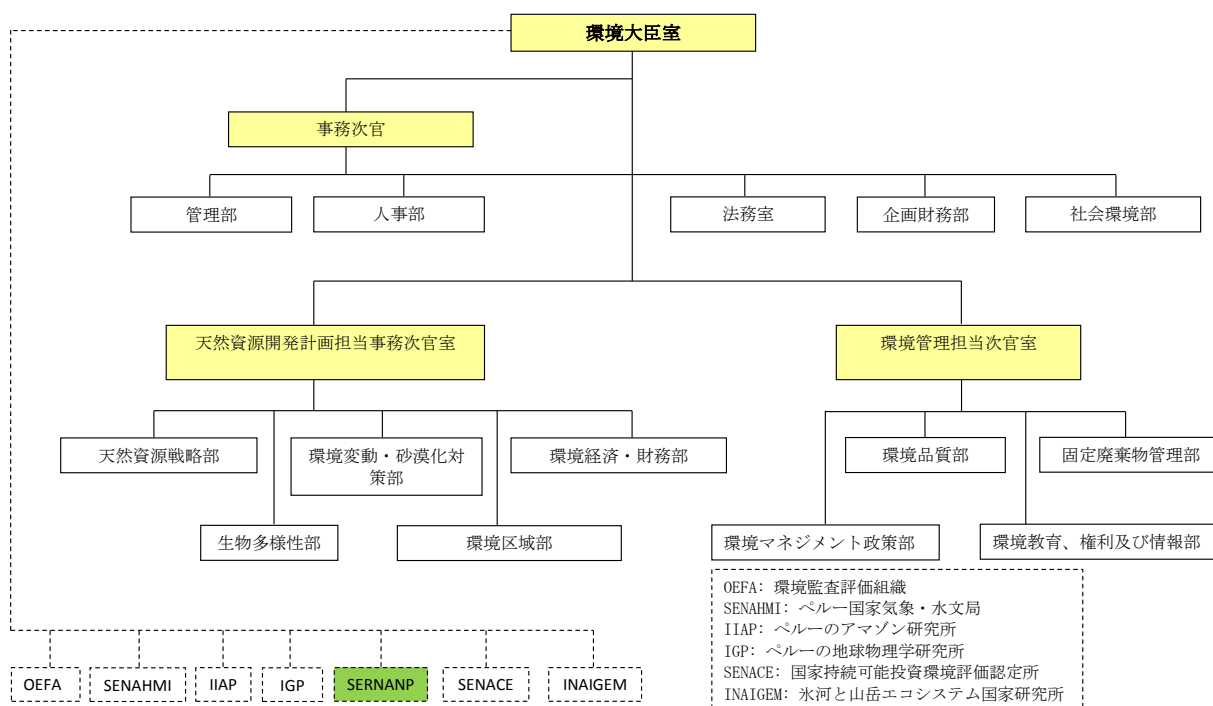 環境大臣室
事務次官
管理部
人事部
法務室
企画財務部
社会環境部
天然資源開発計画担当事務次官室
環境管理担当次官室
天然資源戦略部
環境変動・砂漠化対
策部
環境経済・財務部
環境品質部
固定廃棄物管理部
生物多様性部
環境区域部
環境マネジメント政策部
環境教育、権利及び情報部
OEFA: 環境監査評価組織
SENAHMI: ペルー国家気象・水文局
IIAP: ペルーのアマゾン研究所
IGP: ペルーの地球物理学研究所
SENACE: 国家持続可能投資環境評価認定所
INAIGEM: 氷河と山岳エコシステム国家研究所
OEFA
SENAHMI
IIAP
IGP
SERNANP
SENACE
INAIGEM